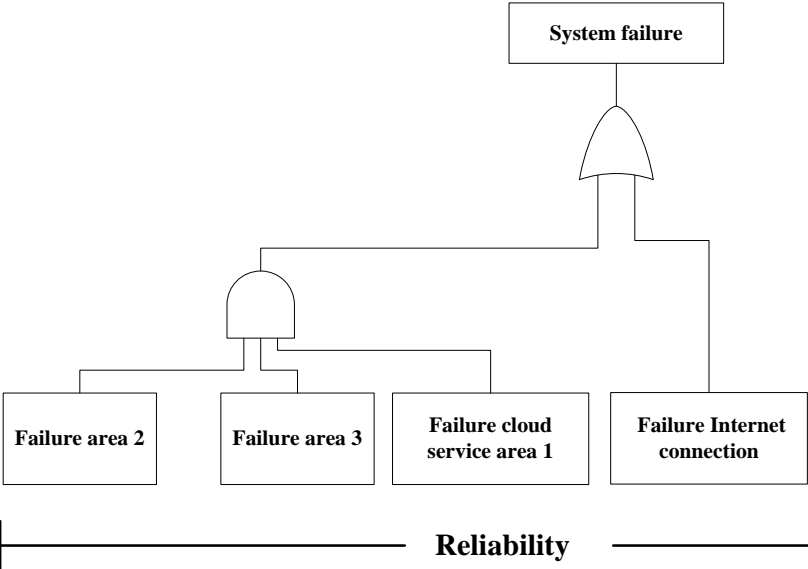 System failure
Failure area 2
Failure area 3
Failure cloud
service area 1
Failure Internet
connection
Reliability